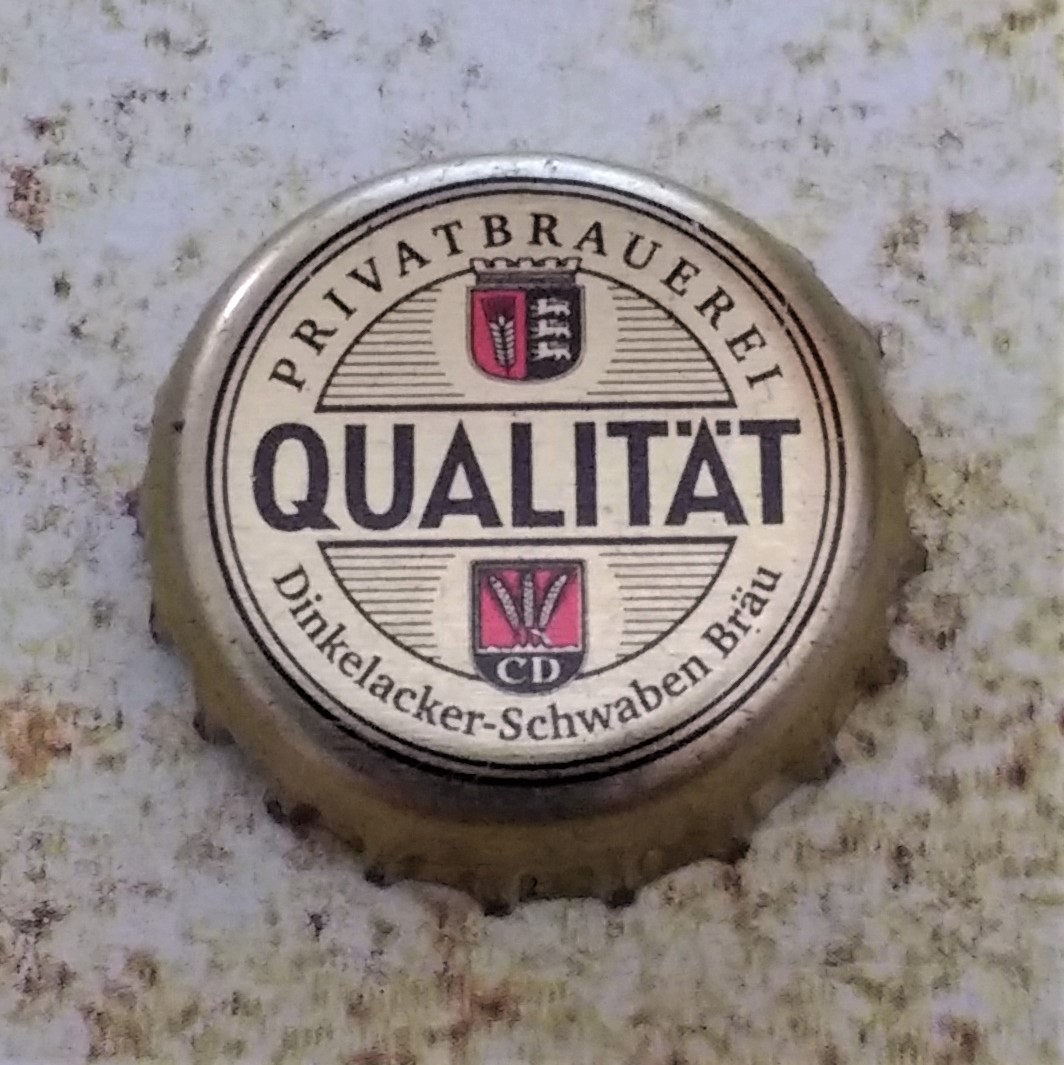 PRIVATBRAUEREI
QUALITÄT
CD
Dinkelacker-Schwaben Bräu